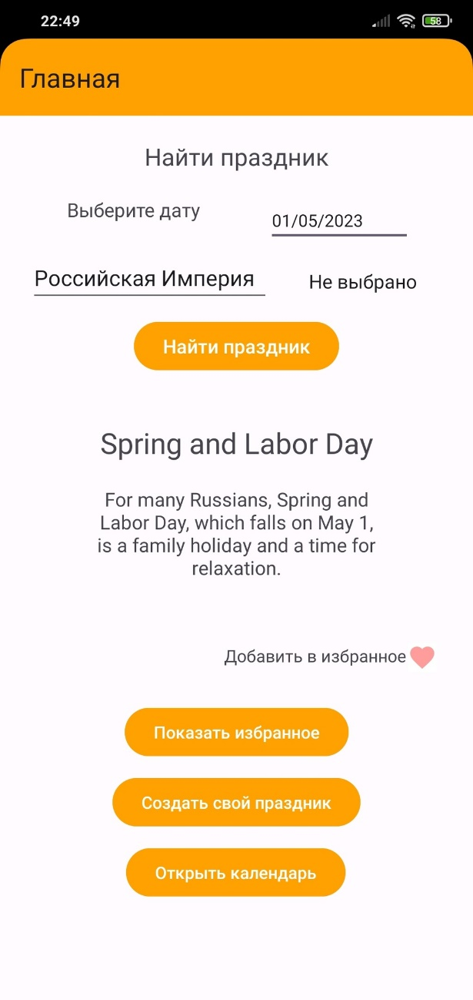 22:49
58
Главная
Найти праздник
Выберите дату
01/05/2023
Российская Империя
Не выбрано
Найти праздник
Spring and Labor Day
For many Russians, Spring and
Labor Day, which falls on May 1,
is a family holiday and a time for
relaxation.
Добавить в избранное
Показать избранное
Создать свой праздник
Открыть календарь